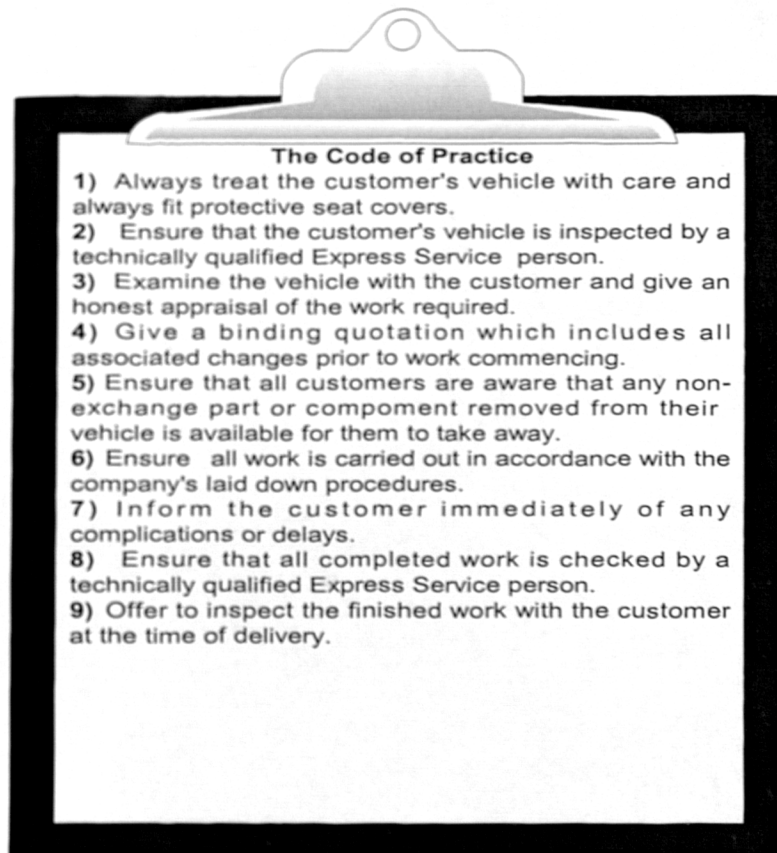 The Code of Practice
1) Always treat the customer's vehicle with care and
always fit protective seat covers.
2) Ensure that the customer's vehicle is inspected by a
technically qualified Express Service person.
3) Examine the vehicle with the customer and give an
honest appraisal of the work required.
4) Give a binding quotation which includes all
associated changes prior to work commencing.
5) Ensure that all customers are aware that any non-
exchange part or compoment removed from their
vehicle is available for them to take away.
6) Ensure all work is carried out in accordance with the
company's laid down procedures.
7) Inform the customer immediately of any
complications or delays.
8) Ensure that all completed work is checked by a
technically qualified Express Service person.
9) Offer to inspect the finished work with the customer
at the time of delivery.